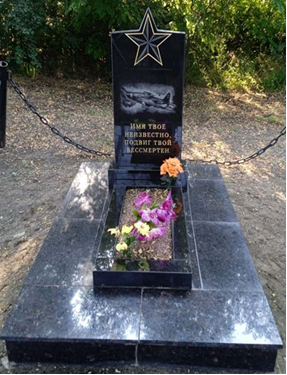 Имя твое
неизвестно,
подвиг твой
бессмертен